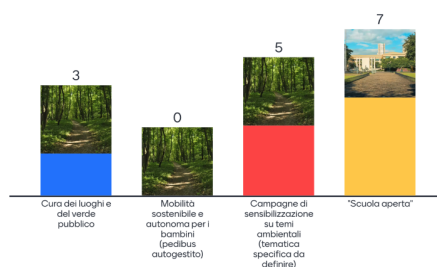 3
0
5
7
Cura dei luoghi e
del verde
pubblico
Mobilità
sostenibile e
autonoma per i
bambini
(pedibus
autogestito)
Campagne di
sensibilizzazione
su temi
ambientali
(tematica
specifica da
definire)
"Scuola aperta"